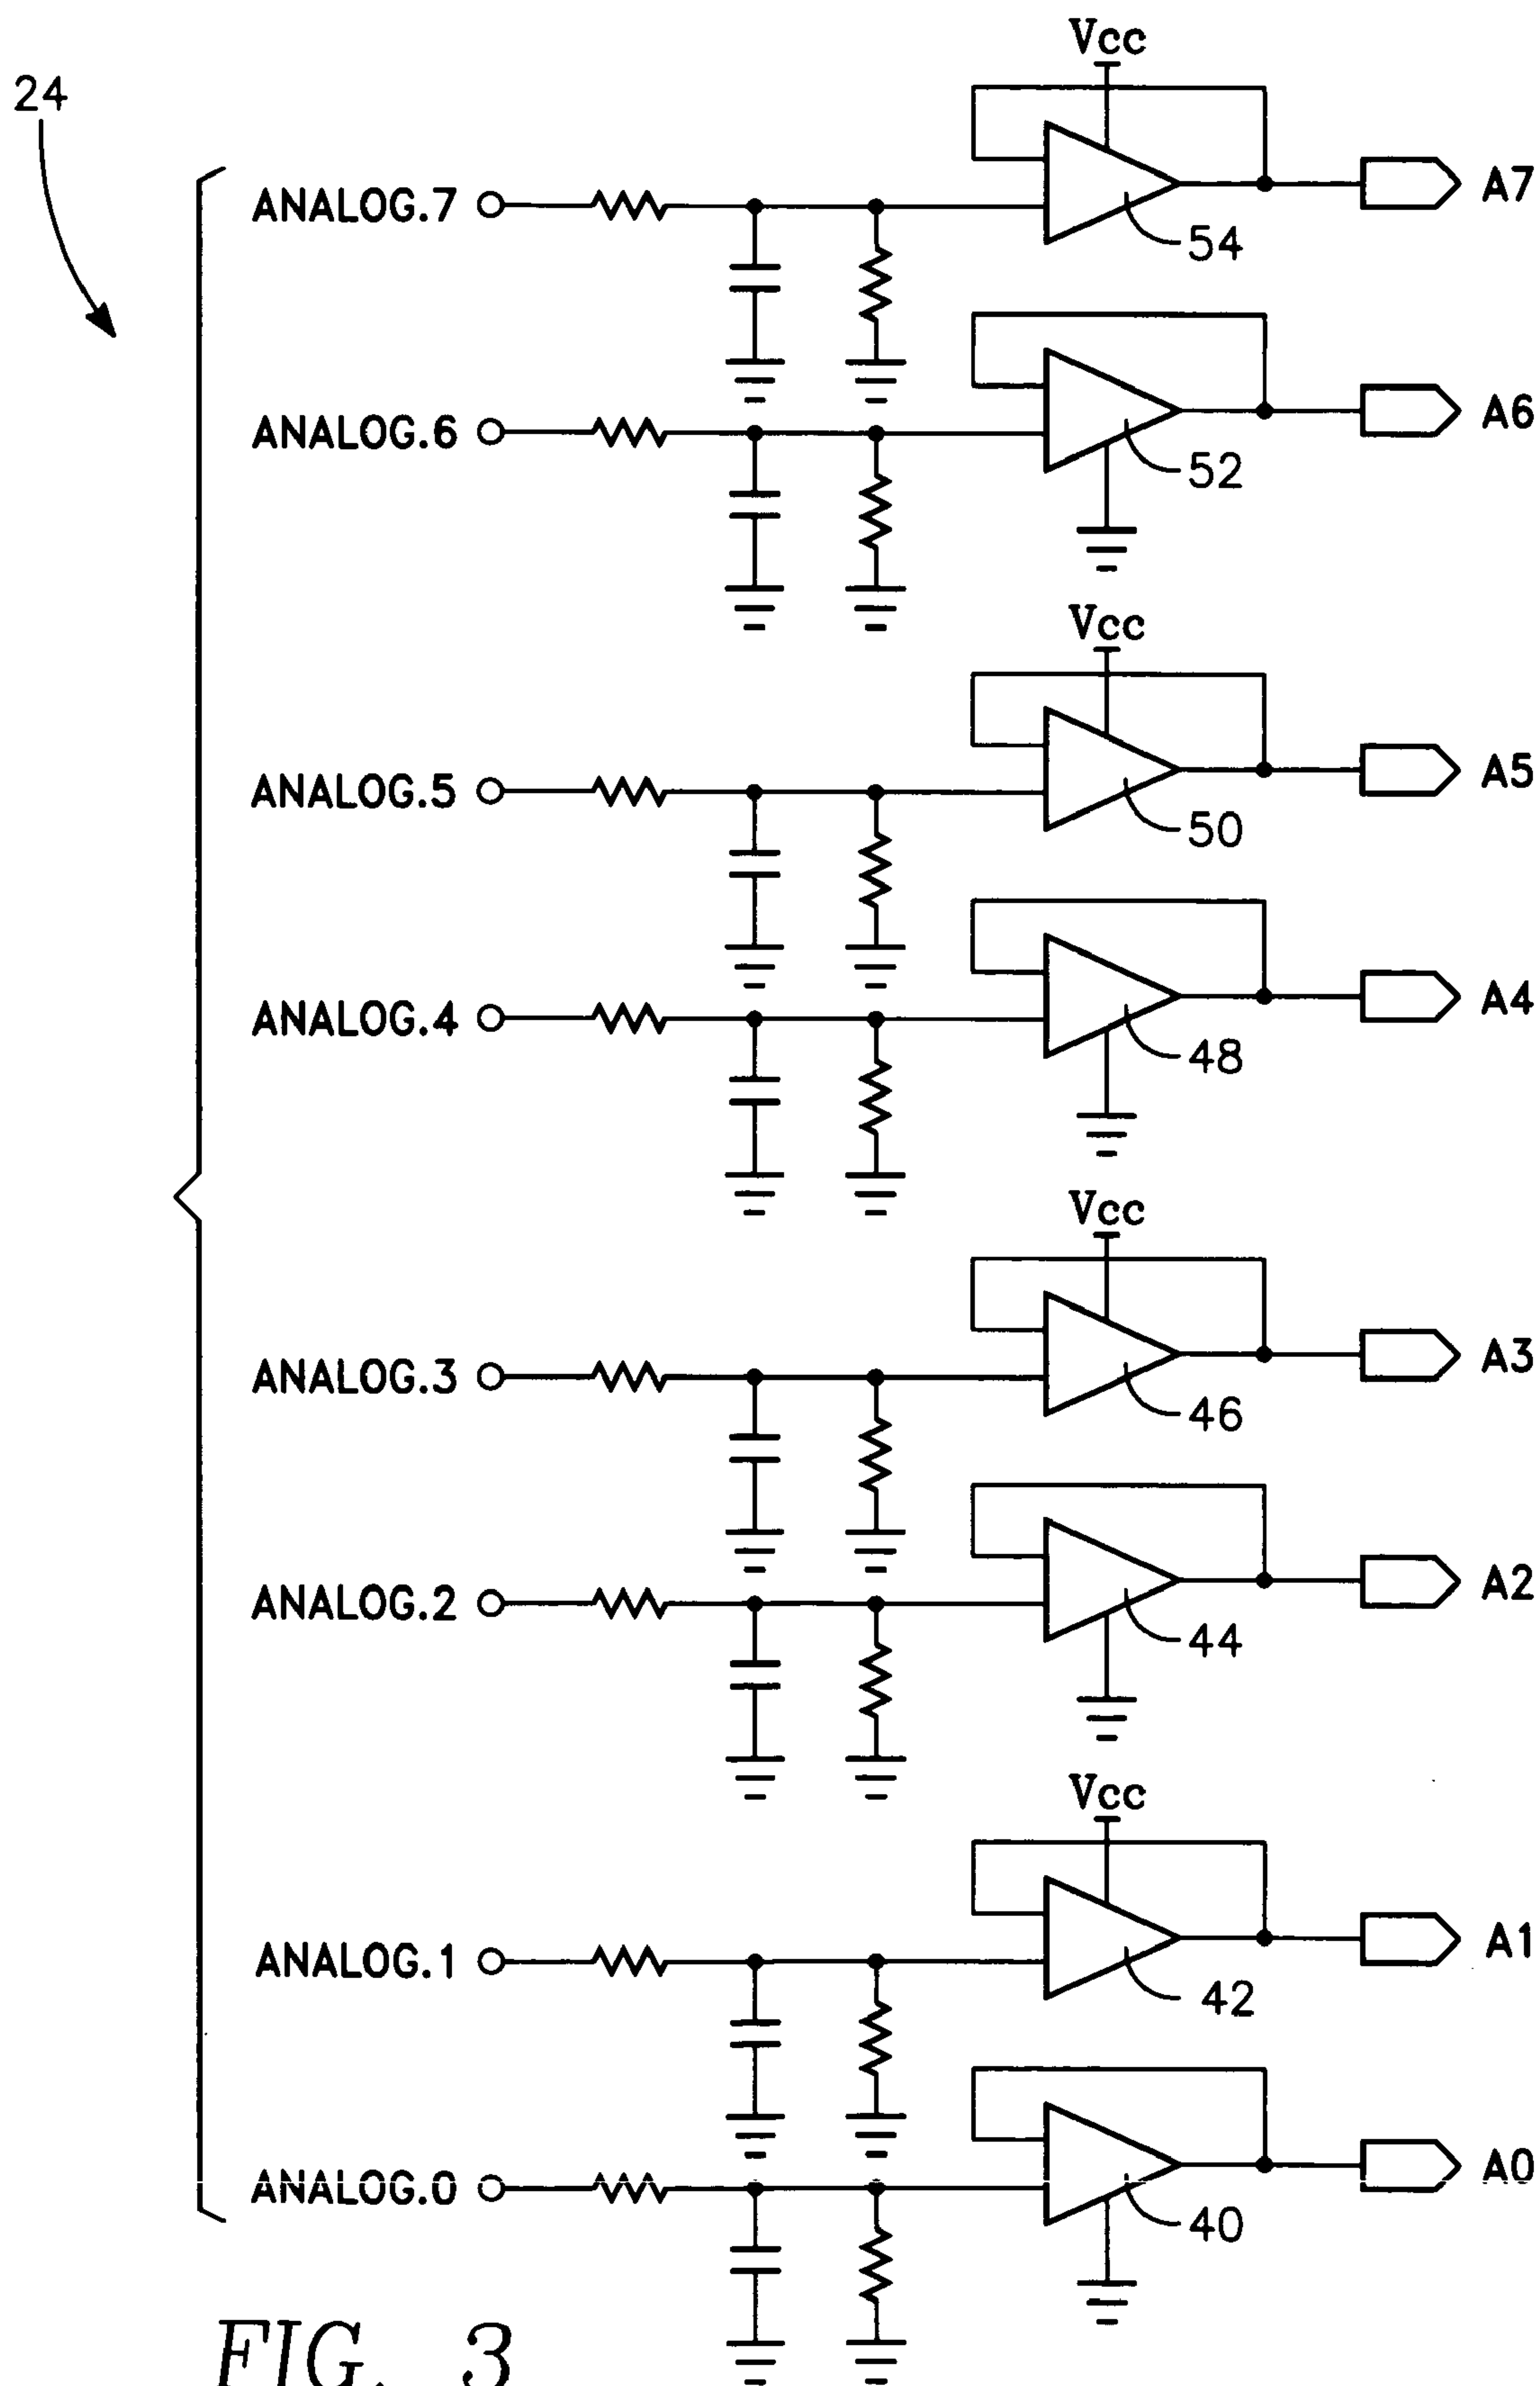 Vcc
24
ANALOG.7 A7
54
ANALOG.6 A6
52
Vcc
ANALOG.5 A5
50
ANALOG.4 A4
48
Vcc
ANALOG.3 A3
46
ANALOG.2 A2
44
Vcc
ANALOG.1 A1
42
ANALOG.0 A0
40
FIG. 3